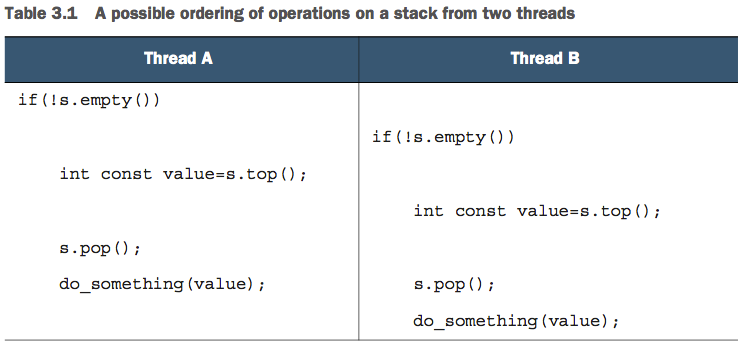 Table 3.1 A possible ordering of operations on a stack from two threads
Thread A Thread B
if(!s.empty())
if(!s.empty())
int const value=s.top();
int const value=s.top();
s.pop();
do_something(value); s.pop();
do_something(value);